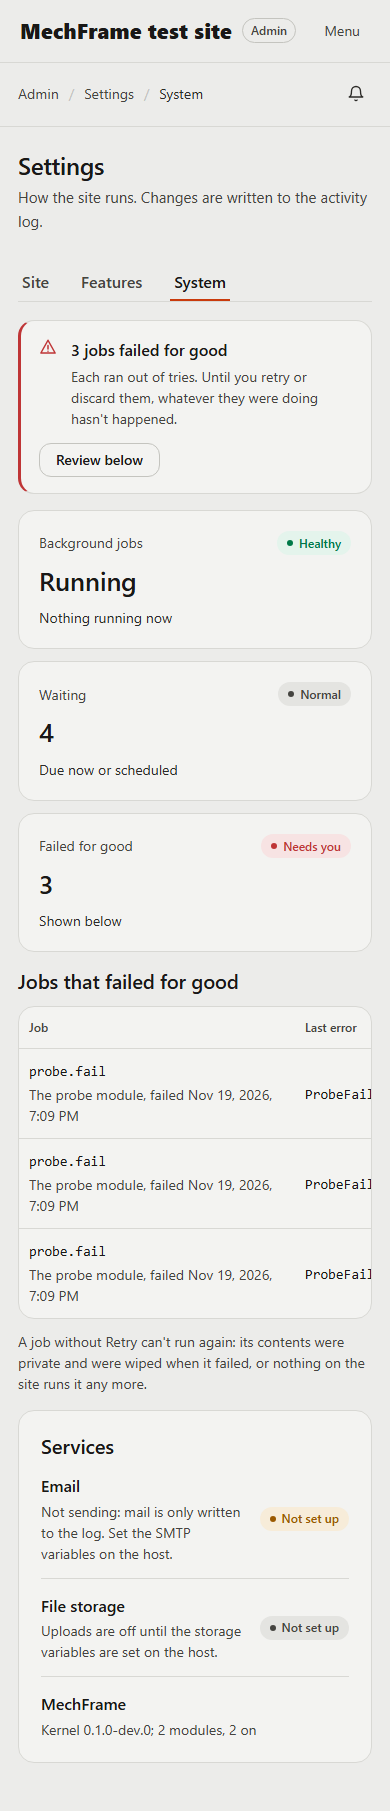 MechFrame test site Admin Menu
Admin / Settings / System
Settings
How the site runs. Changes are written to the activity
log.
Site Features System
3 jobs failed for good
Each ran out of tries. Until you retry or
discard them, whatever they were doing
hasn't happened.
Review below
Background jobs Healthy
Running
Nothing running now
Waiting Normal
4
Due now or scheduled
Failed for good Needs you
3
Shown below
Jobs that failed for good
Job Last error
probe.fail
The probe module, failed Nov 19, 2026,
7:09 PM
ProbeFail
probe.fail
The probe module, failed Nov 19, 2026,
7:09 PM
ProbeFail
probe.fail
The probe module, failed Nov 19, 2026,
7:09 PM
ProbeFail
A job without Retry can't run again: its contents were
private and were wiped when it failed, or nothing on the
site runs it any more.
Services
Email
Not sending: mail is only written
to the log. Set the SMTP
variables on the host.
Not set up
File storage
Uploads are off until the storage
variables are set on the host.
Not set up
MechFrame
Kernel 0.1.0-dev.0; 2 modules, 2 on